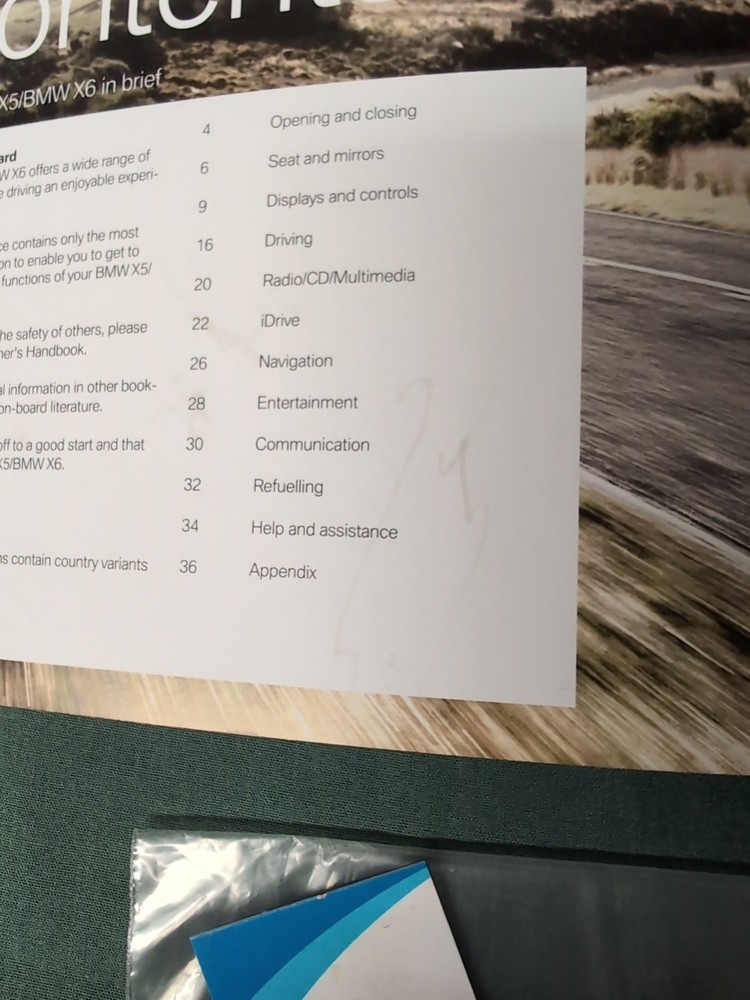 X5/BMW X6 in brief
ard
W X6 offers a wide range of
e driving an enjoyable experi-
ce contains only the most
on to enable you to get to
functions of your BMW X5/
he safety of others, please
ner's Handbook.
al information in other book-
on-board literature.
off to a good start and that
X5/BMW X6.
ns contain country variants
4 Opening and closing
6 Seat and mirrors
9 Displays and controls
16 Driving
20 Radio/CD/Multimedia
22 iDrive
26 Navigation
28 Entertainment
30 Communication
32 Refuelling
34 Help and assistance
36 Appendix